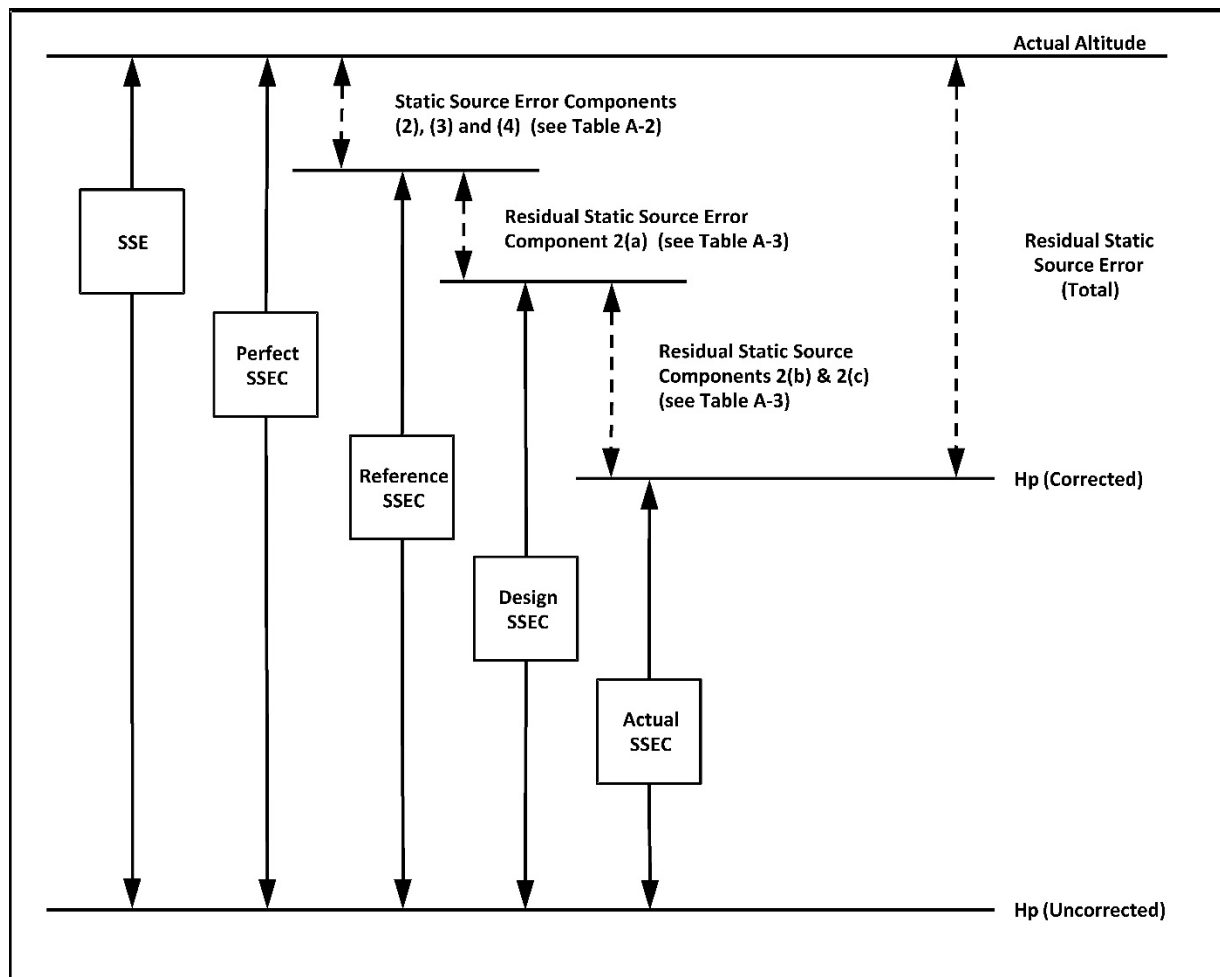 Actual Altitude
Static Source Error Components
(2), (3) and (4) (see Table A-2)
SSE
Residual Static Source Error
Component 2(a) (see Table A-3)
Residual Static
Source Error
(Total)
Perfect
SSEC
Residual Static Source
Components 2(b) & 2(c)
(see Table A-3)
Reference
SSEC
Hp (Corrected)
Design
SSEC
Actual
SSEC
Hp (Uncorrected)